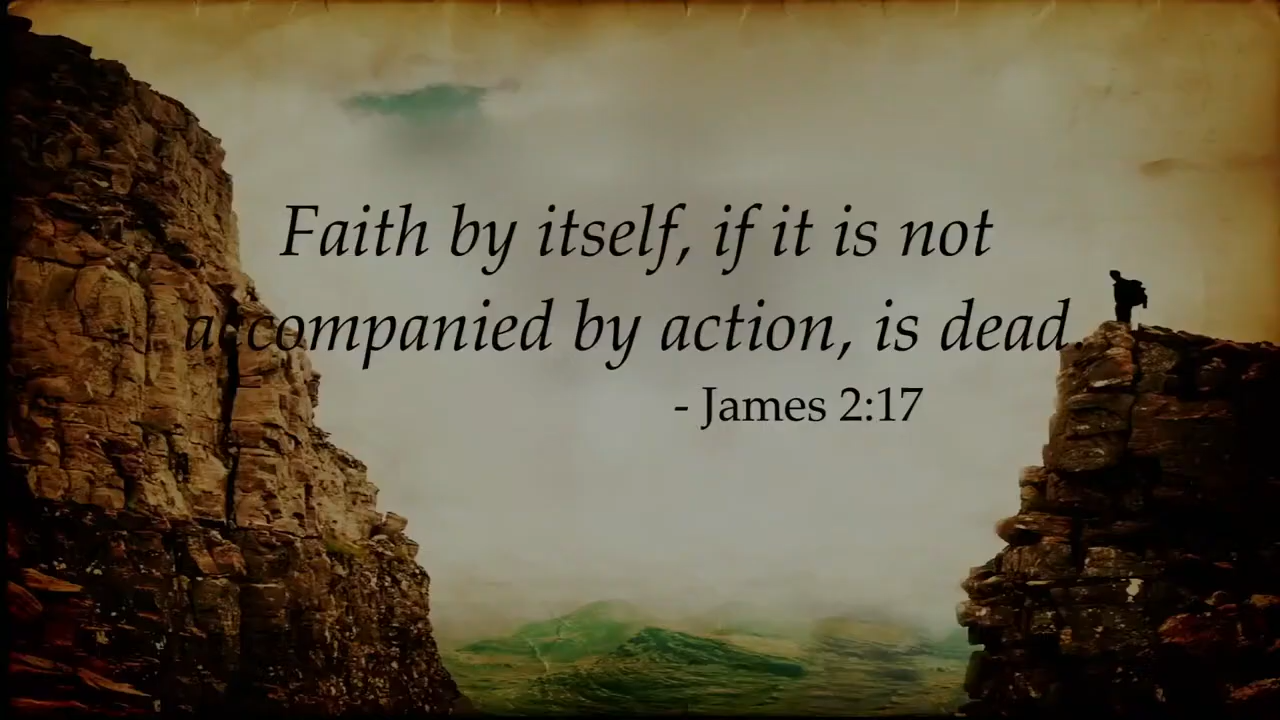 Faith by itself, if it is not
accompanied by action, is dead.
- James 2:17